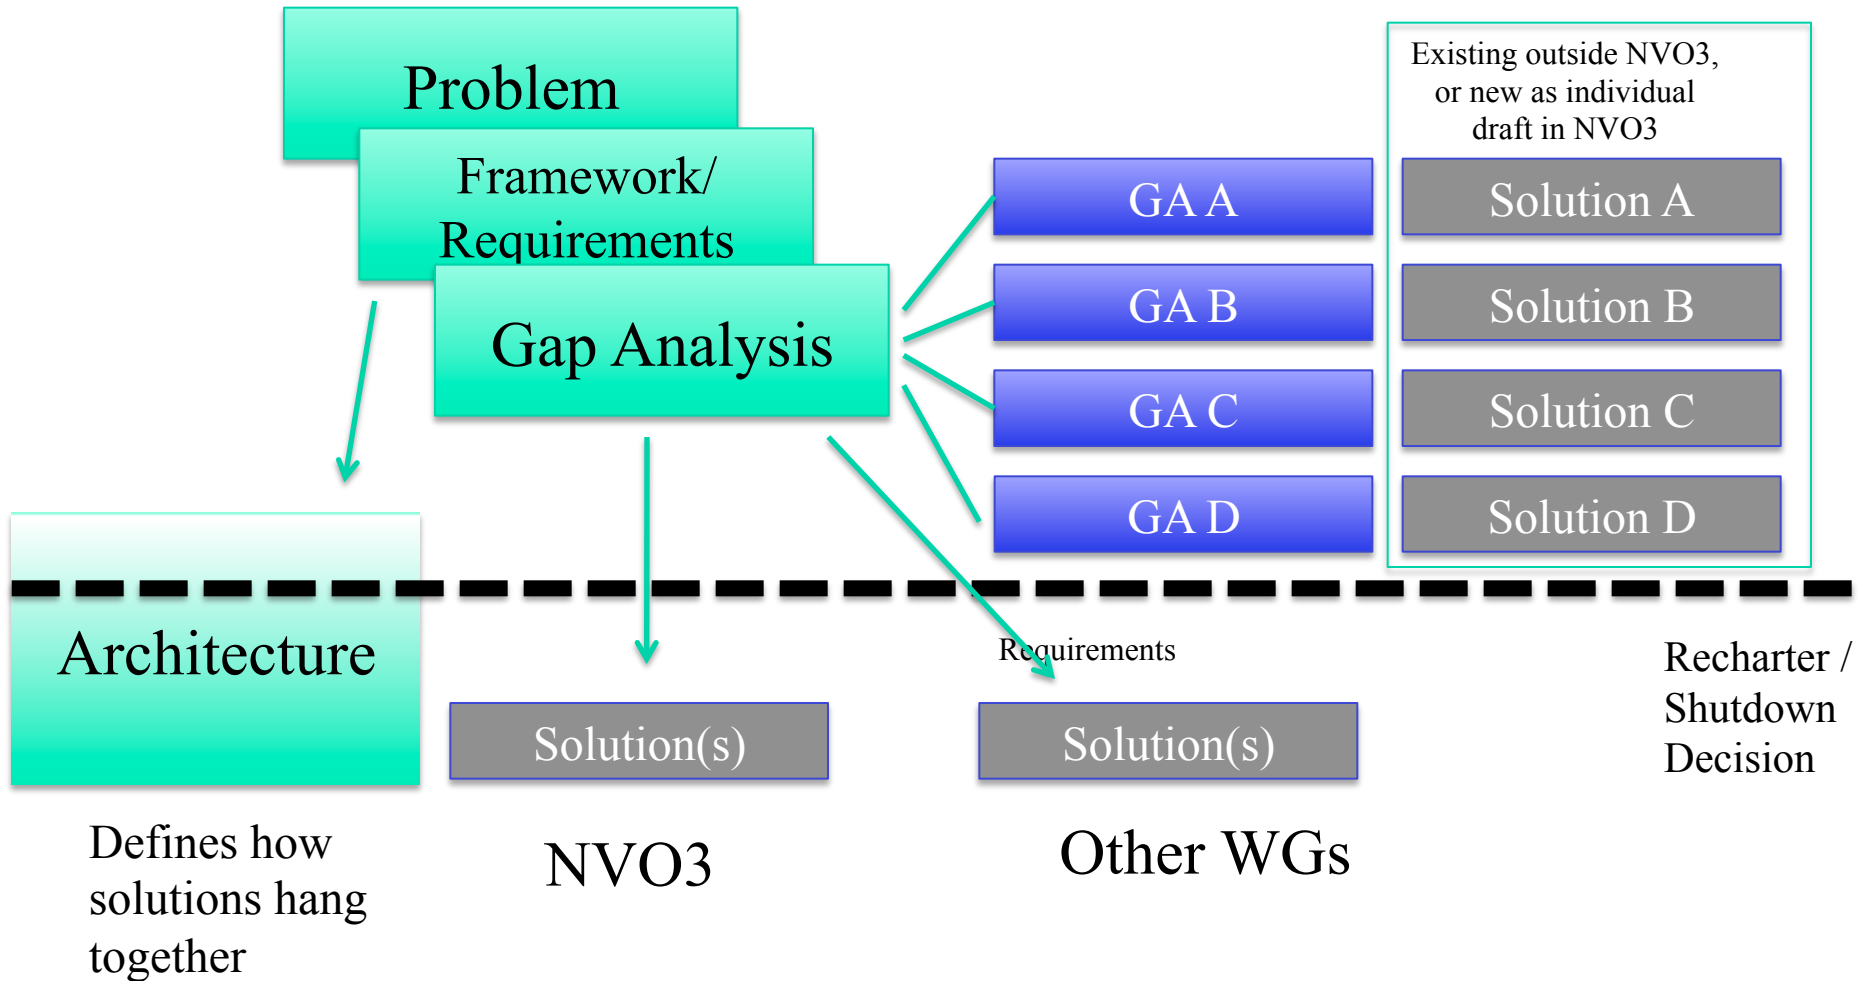 Problem
Framework/
Requirements
Gap Analysis
Existing outside NVO3,
or new as individual
draft in NVO3
GA A
Solution A
GA B
Solution B
GA C
Solution C
GA D
Solution D
Architecture
Requirements
Recharter /
Shutdown
Decision
Solution(s)
Solution(s)
Defines how
solutions hang
together
NVO3
Other WGs